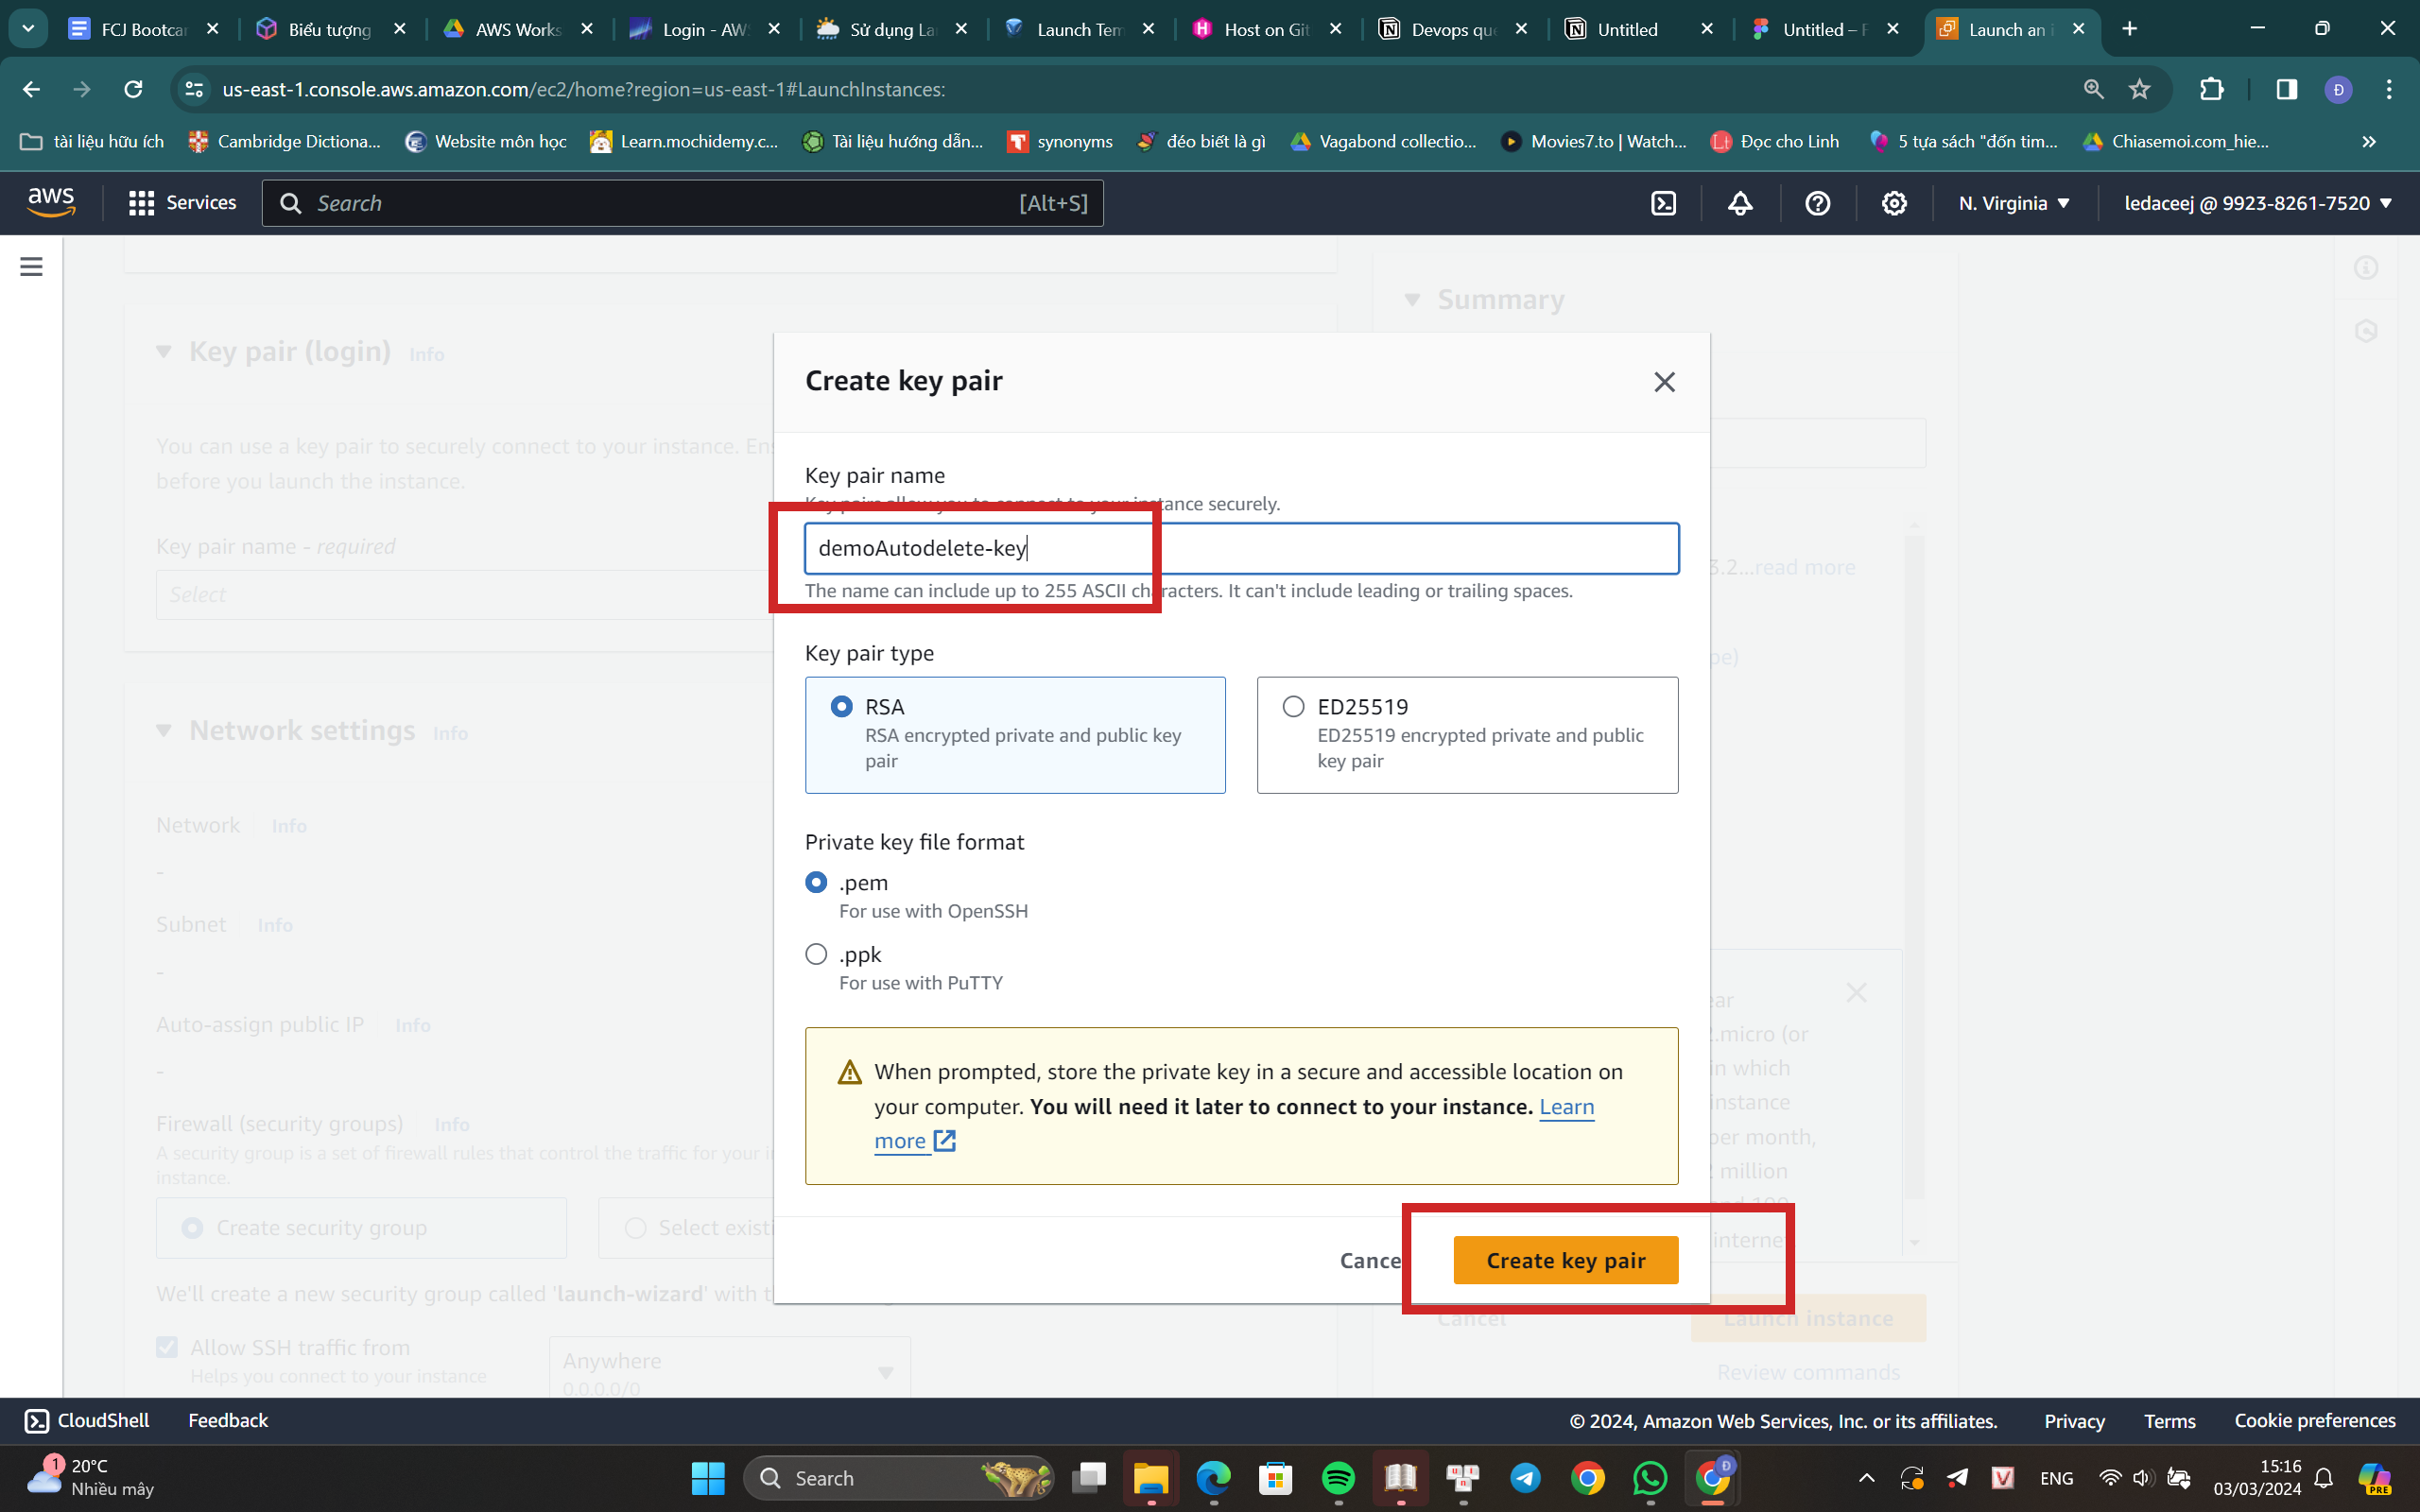 FCJ Bootca
Biểu tượng
AWS Works
Login - AW
Sử dụng La
Launch Tem
Host on Git
Devops que
Untitled
Untitled – F
Launch an i
us-east-1.console.aws.amazon.com/ec2/home?region=us-east-1#LaunchInstances:
Đ
tài liệu hữu ích
Cambridge Dictiona...
Website môn học
Learn.mochidemy.c...
Tài liệu hướng dẫn...
synonyms
đéo biết là gì
Vagabond collectio...
Movies7.to | Watch...
Đọc cho Linh
5 tựa sách "đốn tim...
Chiasemoi.com_hie...
aws
Services
Search
[Alt+S]
N. Virginia
ledaceej @ 9923-8261-7520
Summary
Key pair (login) Info
You can use a key pair to securely connect to your instance. En
before you launch the instance.
Key pair name - required
Select
Network settings Info
Network Info
-
Subnet Info
-
Auto-assign public IP Info
-
Firewall (security groups) Info
A security group is a set of firewall rules that control the traffic for your i
instance.
Create security group
Select existi
We'll create a new security group called 'launch-wizard' with t
Allow SSH traffic from
Helps you connect to your instance
Anywhere
0.0.0.0/0
Create key pair
Key pair name
Key pairs allow you to connect to your instance securely.
demoAutodelete-key
The name can include up to 255 ASCII characters. It can't include leading or trailing spaces.
Key pair type
RSA
RSA encrypted private and public key
pair
ED25519
ED25519 encrypted private and public
key pair
Private key file format
.pem
For use with OpenSSH
.ppk
For use with PuTTY
When prompted, store the private key in a secure and accessible location on
your computer. You will need it later to connect to your instance. Learn
more
Cance
Create key pair
3.2...read more
pe)
ear
2.micro (or
in which
instance
per month,
2 million
internet
Cancel
Launch instance
Review commands
CloudShell
Feedback
© 2024, Amazon Web Services, Inc. or its affiliates.
Privacy
Terms
Cookie preferences
1
20°C
Nhiều mây
Search
Đ
ENG
15:16
03/03/2024
PRE